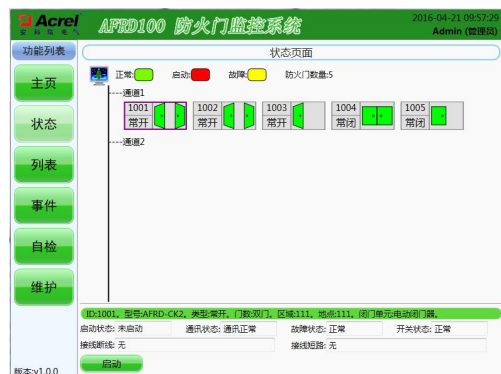 Acrel
安科瑞电气
AFRD100 防火门监控系统
2016-04-21 09:57:29
Admin (管理员)
功能列表
状态页面
主页
状态
列表
事件
自检
维护
正常: 启动: 故障: 防火门数量:5
通道1
1001
常开
1002
常开
1003
常开
1004
常闭
1005
常闭
通道2
ID:1001。型号:AFRD-CK2。类型:常开。门数:双门。区域:111。地点:111。闭门单元:电动闭门器。
启动状态: 未启动 通讯状态: 通讯正常 故障状态: 正常 开关状态: 正常
接线断线: 无 接线短路: 无
启动
版本:v1.0.0